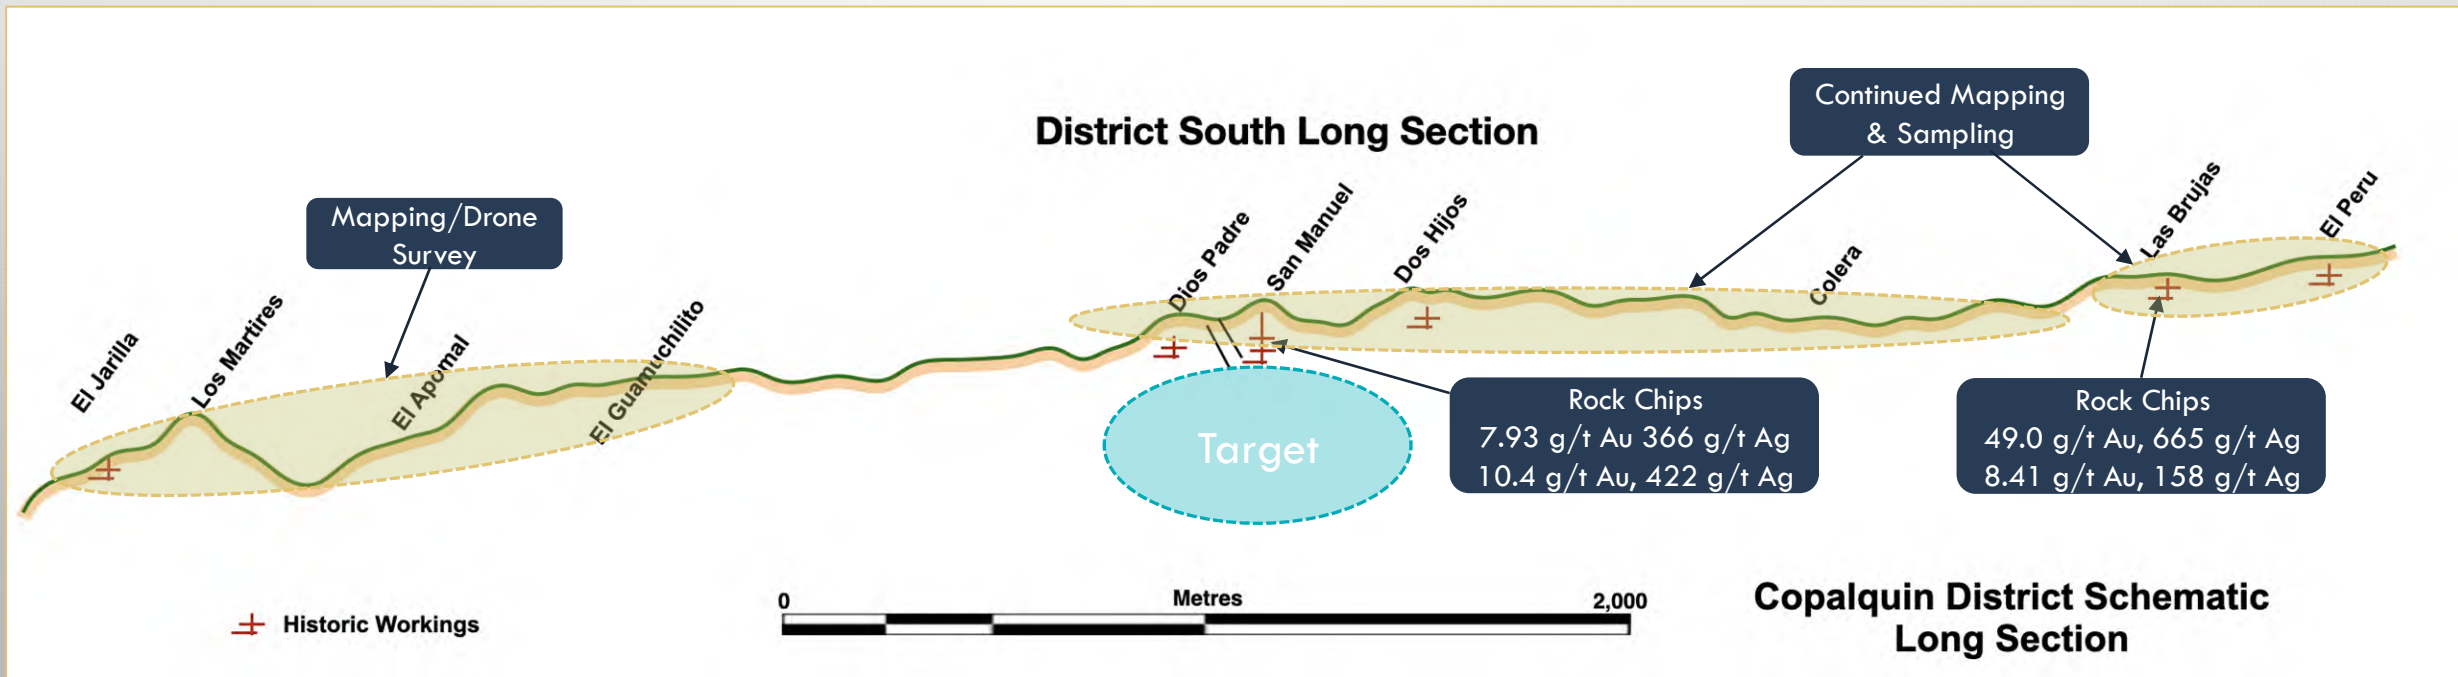 District South Long Section
Continued Mapping
& Sampling
Mapping/Drone
Survey
El Jarilla
Los Martires
El Apomal
El Guamuchilito
Dios Padre
San Manuel
Dos Hijos
Colera
Las Brujas
El Peru
Target
Rock Chips
7.93 g/t Au 366 g/t Ag
10.4 g/t Au, 422 g/t Ag
Rock Chips
49.0 g/t Au, 665 g/t Ag
8.41 g/t Au, 158 g/t Ag
Historic Workings
0
Metres
2,000
Copalquin District Schematic
Long Section